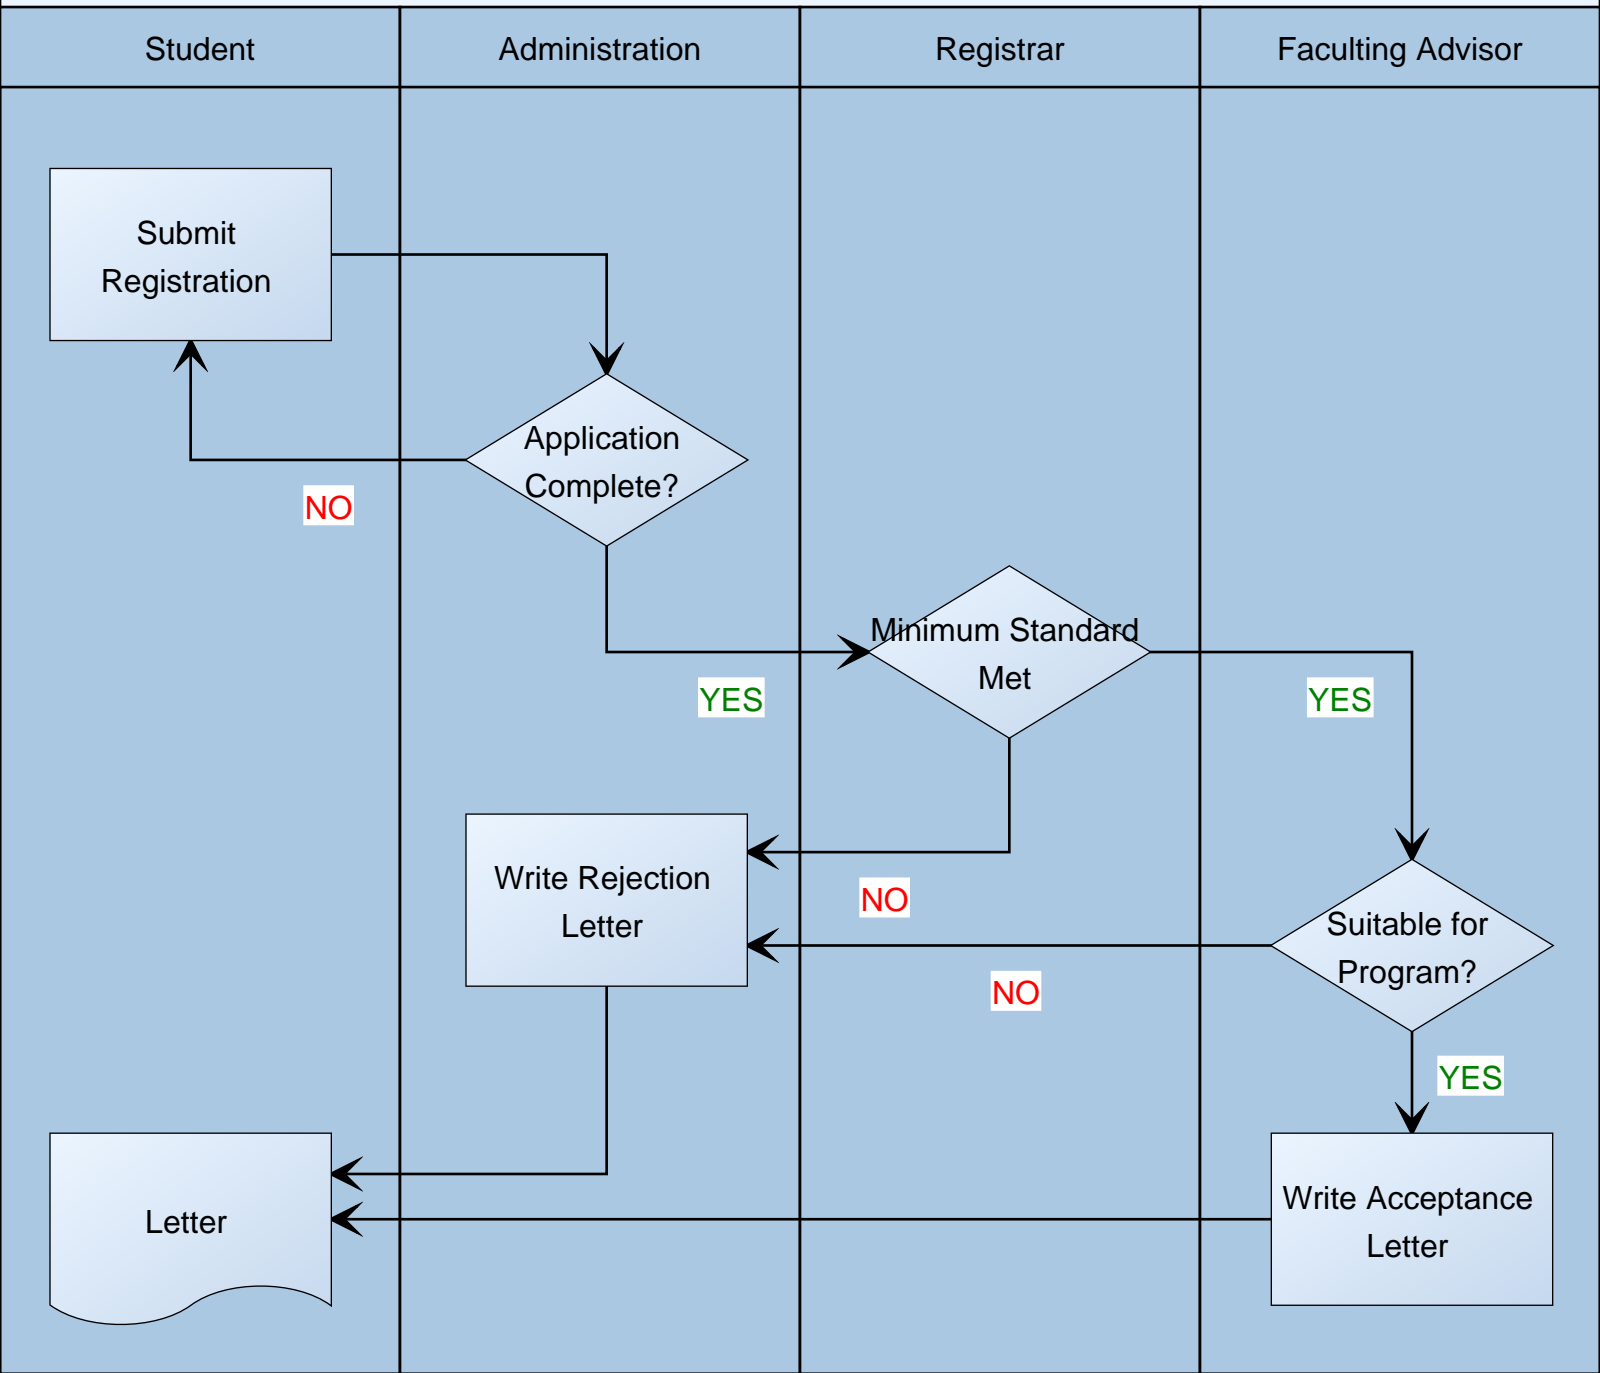 Student
Administration
Registrar
Faculting Advisor
Submit
Registration
Application
Complete?
NO
Minimum Standard
Met
YES
YES
Write Rejection
Letter
NO
Suitable for
Program?
NO
YES
Letter
Write Acceptance
Letter